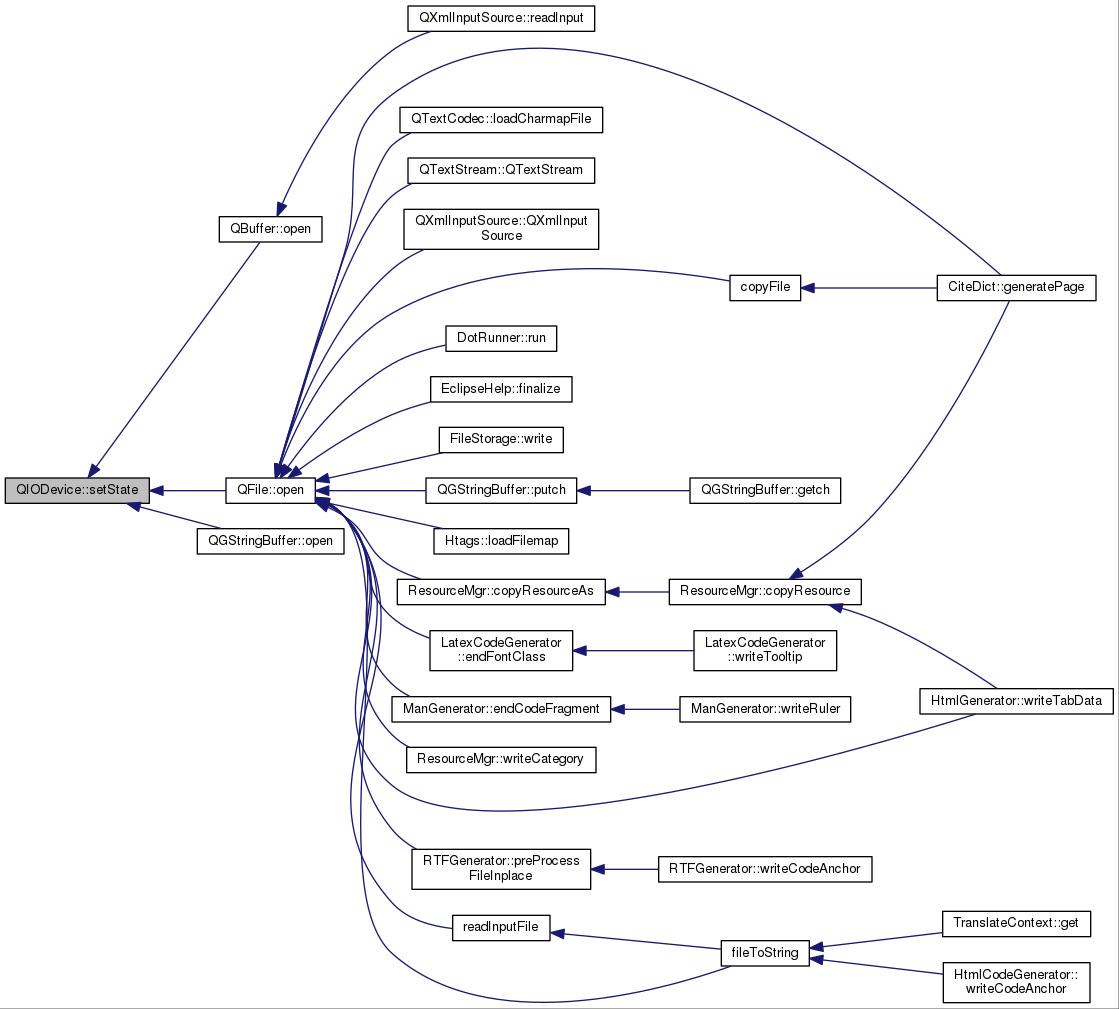 QXmlInputSource::readInput
QTextCodec::loadCharmapFile
QTextStream::QTextStream
QXmlInputSource::QXmlInput
Source
QBuffer::open
copyFile
CiteDict::generatePage
DotRunner::run
EclipseHelp::finalize
FileStorage::write
QIODevice::setState
QFile::open
QGStringBuffer::putch
QGStringBuffer::getch
QGStringBuffer::open
Htags::loadFilemap
ResourceMgr::copyResourceAs
ResourceMgr::copyResource
LatexCodeGenerator
::endFontClass
LatexCodeGenerator
::writeTooltip
HtmlGenerator::writeTabData
ManGenerator::endCodeFragment
ManGenerator::writeRuler
ResourceMgr::writeCategory
RTFGenerator::preProcess
FileInplace
RTFGenerator::writeCodeAnchor
readInputFile
TranslateContext::get
fileToString
HtmlCodeGenerator::
writeCodeAnchor